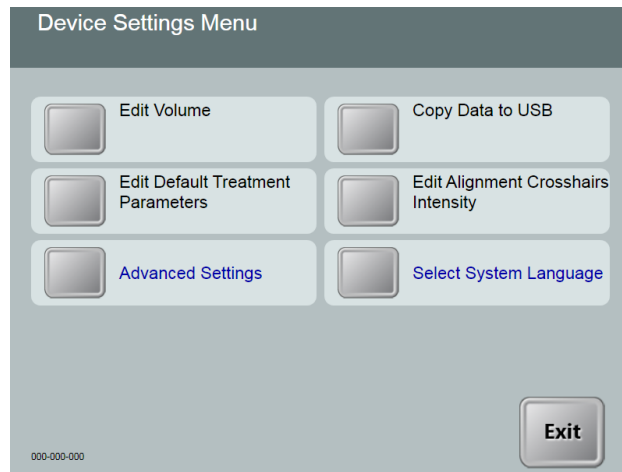 Device Settings Menu
Edit Volume
Copy Data to USB
Edit Default Treatment
Parameters
Edit Alignment Crosshairs
Intensity
Advanced Settings
Select System Language
Exit
000-000-000